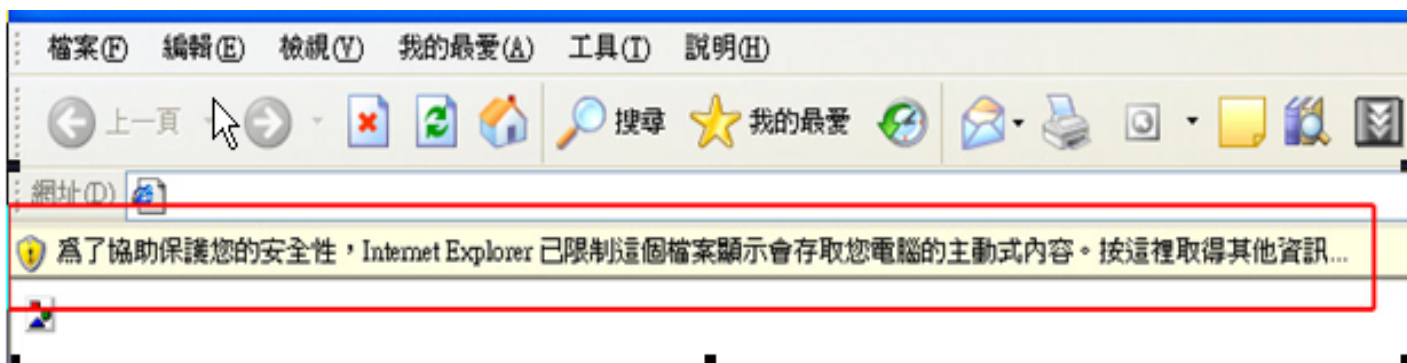 檔案(F) 編輯(E) 檢視(V) 我的最愛(A) 工具(T) 說明(H)
上一頁 搜尋 我的最愛
網址(D)
為了協助保護您的安全性，Internet Explorer 已限制這個檔案顯示會存取您電腦的主動式內容。按這裡取得其他資訊...